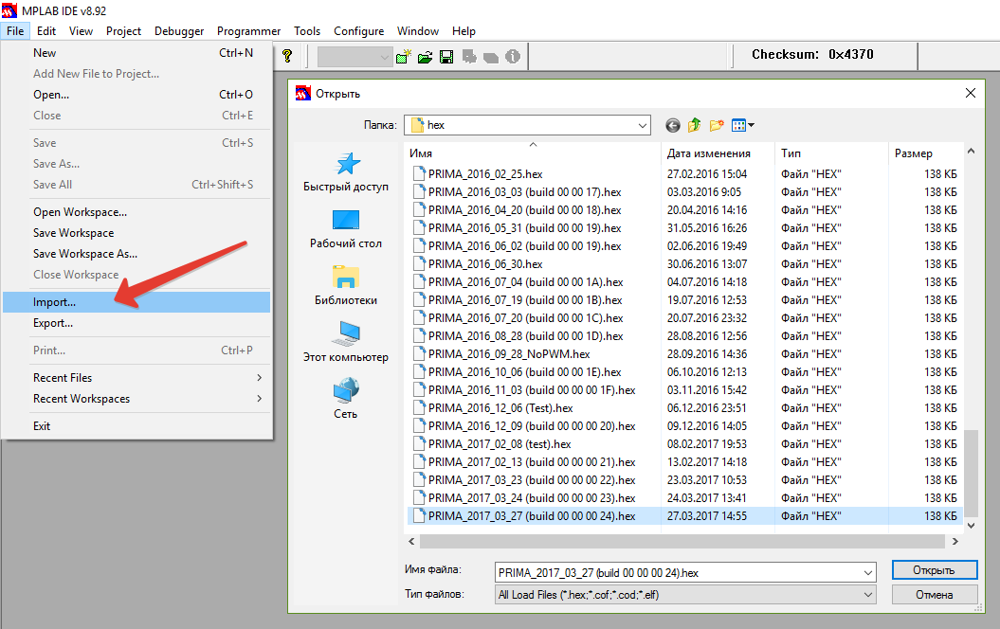 MPLAB IDE v8.92
File Edit View Project Debugger Programmer Tools Configure Window Help
New Ctrl+N
Add New File to Project...
Open... Ctrl+O
Close Ctrl+E
Save Ctrl+S
Save As...
Save All Ctrl+Shift+S
Open Workspace...
Save Workspace
Save Workspace As...
Close Workspace
Import...
Export...
Print... Ctrl+P
Recent Files
Recent Workspaces
Exit
Checksum: 0x4370
Открыть
Папка: hex
Быстрый доступ
Рабочий стол
Библиотеки
Этот компьютер
Сеть
Имя Дата изменения Тип Размер
PRIMA_2016_02_25.hex 27.02.2016 15:04 Файл "HEX" 138 КБ
PRIMA_2016_03_03 (build 00 00 17).hex 03.03.2016 9:05 Файл "HEX" 138 КБ
PRIMA_2016_04_20 (build 00 00 18).hex 20.04.2016 14:16 Файл "HEX" 138 КБ
PRIMA_2016_05_31 (build 00 00 19).hex 31.05.2016 16:26 Файл "HEX" 138 КБ
PRIMA_2016_06_02 (build 00 00 19).hex 02.06.2016 19:49 Файл "HEX" 138 КБ
PRIMA_2016_06_30.hex 30.06.2016 13:07 Файл "HEX" 138 КБ
PRIMA_2016_07_04 (build 00 00 1A).hex 04.07.2016 14:18 Файл "HEX" 138 КБ
PRIMA_2016_07_19 (build 00 00 1B).hex 19.07.2016 12:53 Файл "HEX" 138 КБ
PRIMA_2016_07_20 (build 00 00 1C).hex 20.07.2016 23:32 Файл "HEX" 138 КБ
PRIMA_2016_08_28 (build 00 00 1D).hex 28.08.2016 12:56 Файл "HEX" 138 КБ
PRIMA_2016_09_28_NoPWM.hex 28.09.2016 14:36 Файл "HEX" 138 КБ
PRIMA_2016_10_06 (build 00 00 1E).hex 06.10.2016 12:13 Файл "HEX" 138 КБ
PRIMA_2016_11_03 (build 00 00 00 1F).hex 03.11.2016 15:42 Файл "HEX" 138 КБ
PRIMA_2016_12_06 (Test).hex 06.12.2016 23:51 Файл "HEX" 138 КБ
PRIMA_2016_12_09 (build 00 00 00 20).hex 09.12.2016 14:05 Файл "HEX" 138 КБ
PRIMA_2017_02_08 (test).hex 08.02.2017 19:53 Файл "HEX" 138 КБ
PRIMA_2017_02_13 (build 00 00 00 21).hex 13.02.2017 14:18 Файл "HEX" 138 КБ
PRIMA_2017_03_23 (build 00 00 00 22).hex 23.03.2017 10:53 Файл "HEX" 138 КБ
PRIMA_2017_03_24 (build 00 00 00 23).hex 24.03.2017 13:41 Файл "HEX" 138 КБ
PRIMA_2017_03_27 (build 00 00 00 24).hex 27.03.2017 14:55 Файл "HEX" 138 КБ
Имя файла: PRIMA_2017_03_27 (build 00 00 00 24).hex Открыть
Тип файлов: All Load Files (*.hex;*.cof;*.cod;*.elf) Отмена